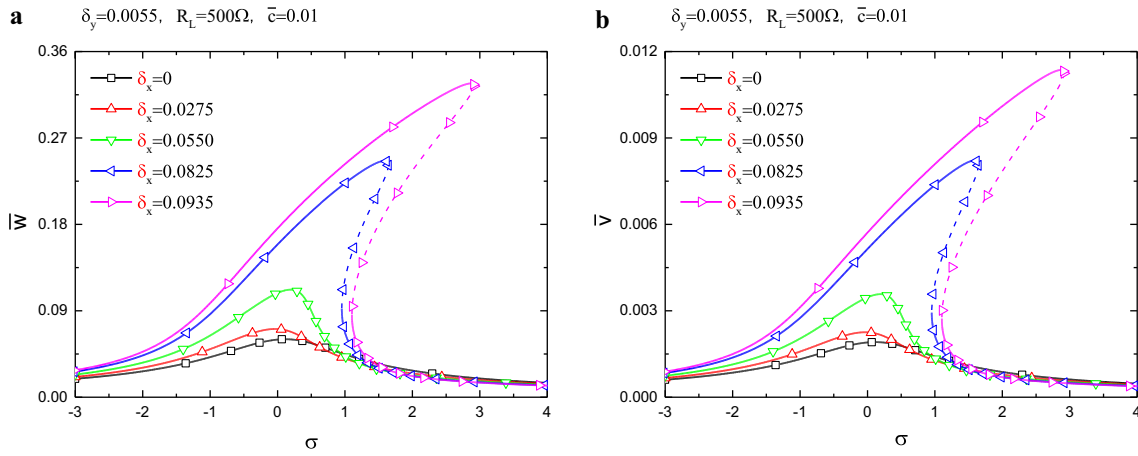 a
δy=0.0055, RL=500Ω, c̅=0.01
w̅
0.36
0.27
0.18
0.09
0.00
δx=0
δx=0.0275
δx=0.0550
δx=0.0825
δx=0.0935
-3 -2 -1 0 1 2 3 4
σ
b
δy=0.0055, RL=500Ω, c̅=0.01
v̅
0.012
0.009
0.006
0.003
0.000
δx=0
δx=0.0275
δx=0.0550
δx=0.0825
δx=0.0935
-3 -2 -1 0 1 2 3 4
σ